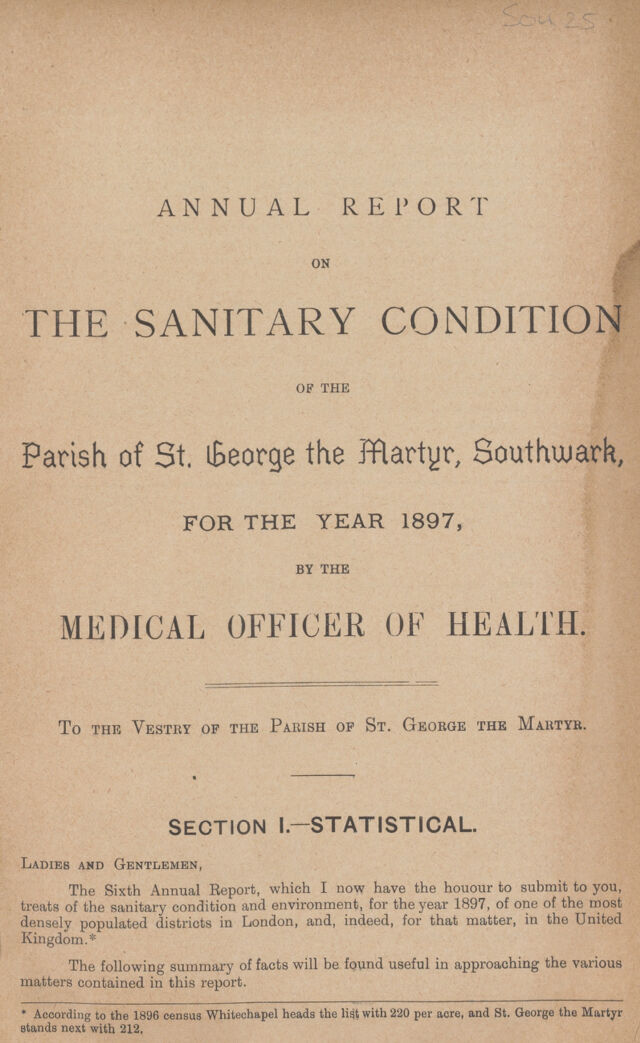 Sou 25
ANNUAL REPORT
ON
THE SANITARY CONDITION
OF THE
Parish of St. George the Martyr, Southwark,
FOR THE YEAR 1897,
BY THE
MEDICAL OFFICER OF HEALTH.
To the Vestry of the Parish of St. George the Martyr.
SECTION I.—STATISTICAL.
Ladies and Gentlemen,
The Sixth Annual Report, which I now have the houour to submit to you,
treats of the sanitary condition and environment, for the year 1897, of one of the most
densely populated districts in London, and, indeed, for that matter, in the United
Kingdom.*
The following summary of facts will be found useful in approaching the various
matters contained in this report.
* According to the 1896 census Whitechapel heads the list with 220 per acre, and St. George the Martyr
stands next with 212.